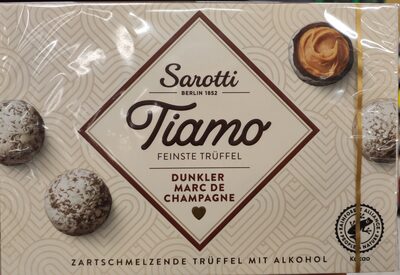 Sarotti
BERLIN 1852
Tiamo
FEINSTE TRÜFFEL
DUNKLER
MARC DE
CHAMPAGNE
ZARTSCHMELZENDE TRÜFFEL MIT ALKOHOL
Kakao